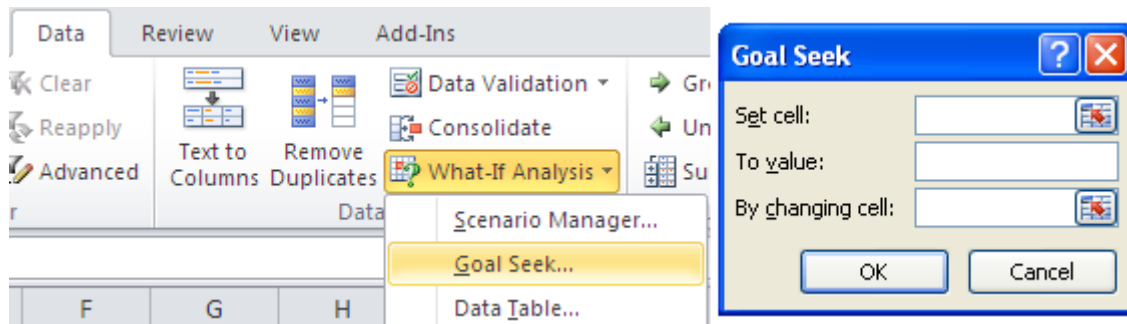 Data Review View Add-Ins
Clear
Reapply
Advanced
Text to
Columns
Remove
Duplicates
Data Validation
Consolidate
What-If Analysis
Data
Scenario Manager...
Goal Seek...
Data Table...
F G H
Goal Seek
Set cell:
To value:
By changing cell:
OK Cancel